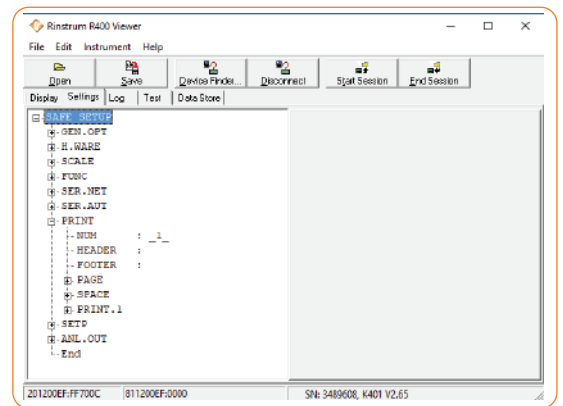 Rinstrum R400 Viewer
File Edit Instrument Help
Open Save Device Finder... Disconnect Start Session End Session
Display Settings Log Test Data Store
SAFE SETUP
GEN.OPT
H.WARE
SCALE
FUNC
SER.NET
SER.AUT
PRINT
NUM : _1_
HEADER :
FOOTER :
PAGE
SPACE
PRINT.1
SETP
ANL.OUT
End
201200EF:FF700C 811200EF:0000 SN: 3489608, K401 V2.65